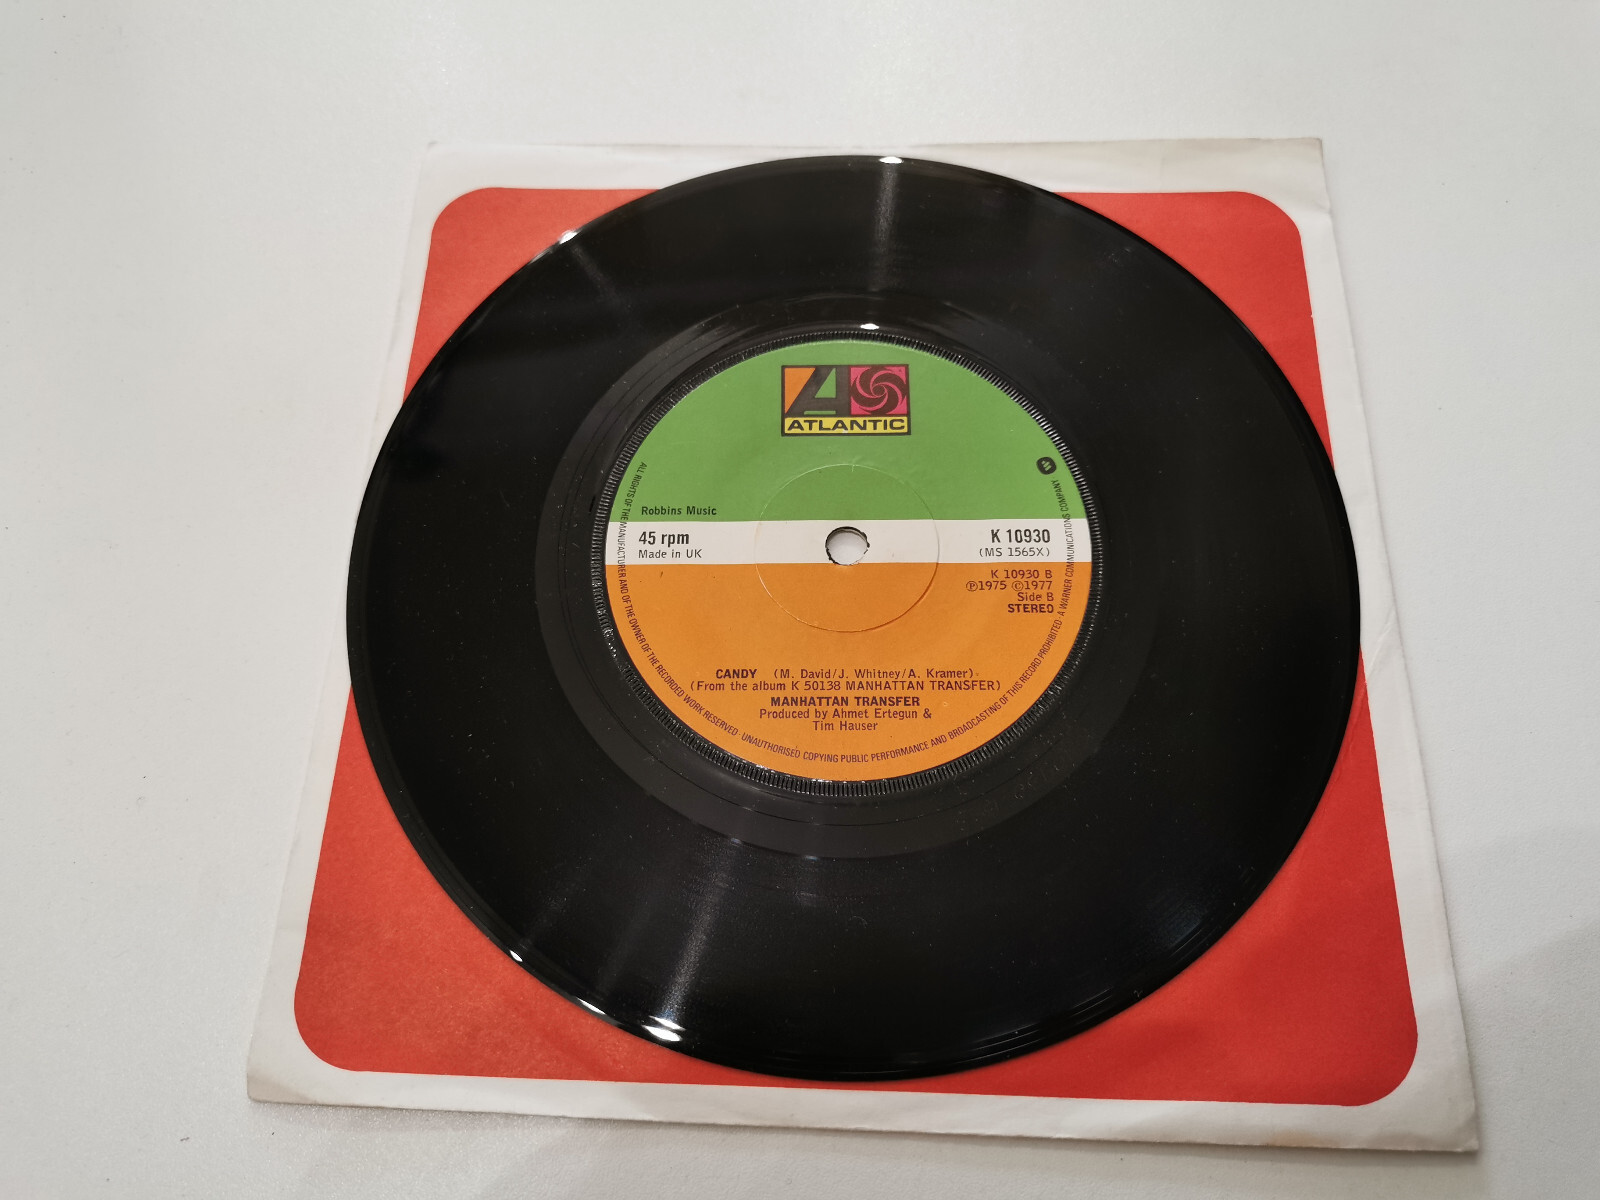 ATLANTIC
Robbins Music
45 rpm
Made in UK
K 10930
(MS 1565X)
K 10930 B
℗1975 ©1977
Side B
STEREO
CANDY (M. David/J. Whitney/A. Kramer)
(From the album K 50138 MANHATTAN TRANSFER)
MANHATTAN TRANSFER
Produced by Ahmet Ertegun &
Tim Hauser
ALL RIGHTS OF THE MANUFACTURER AND OF THE OWNER OF THE RECORDED WORK RESERVED · UNAUTHORISED COPYING PUBLIC PERFORMANCE AND BROADCASTING OF THIS RECORD PROHIBITED · A WARNER COMMUNICATIONS COMPANY